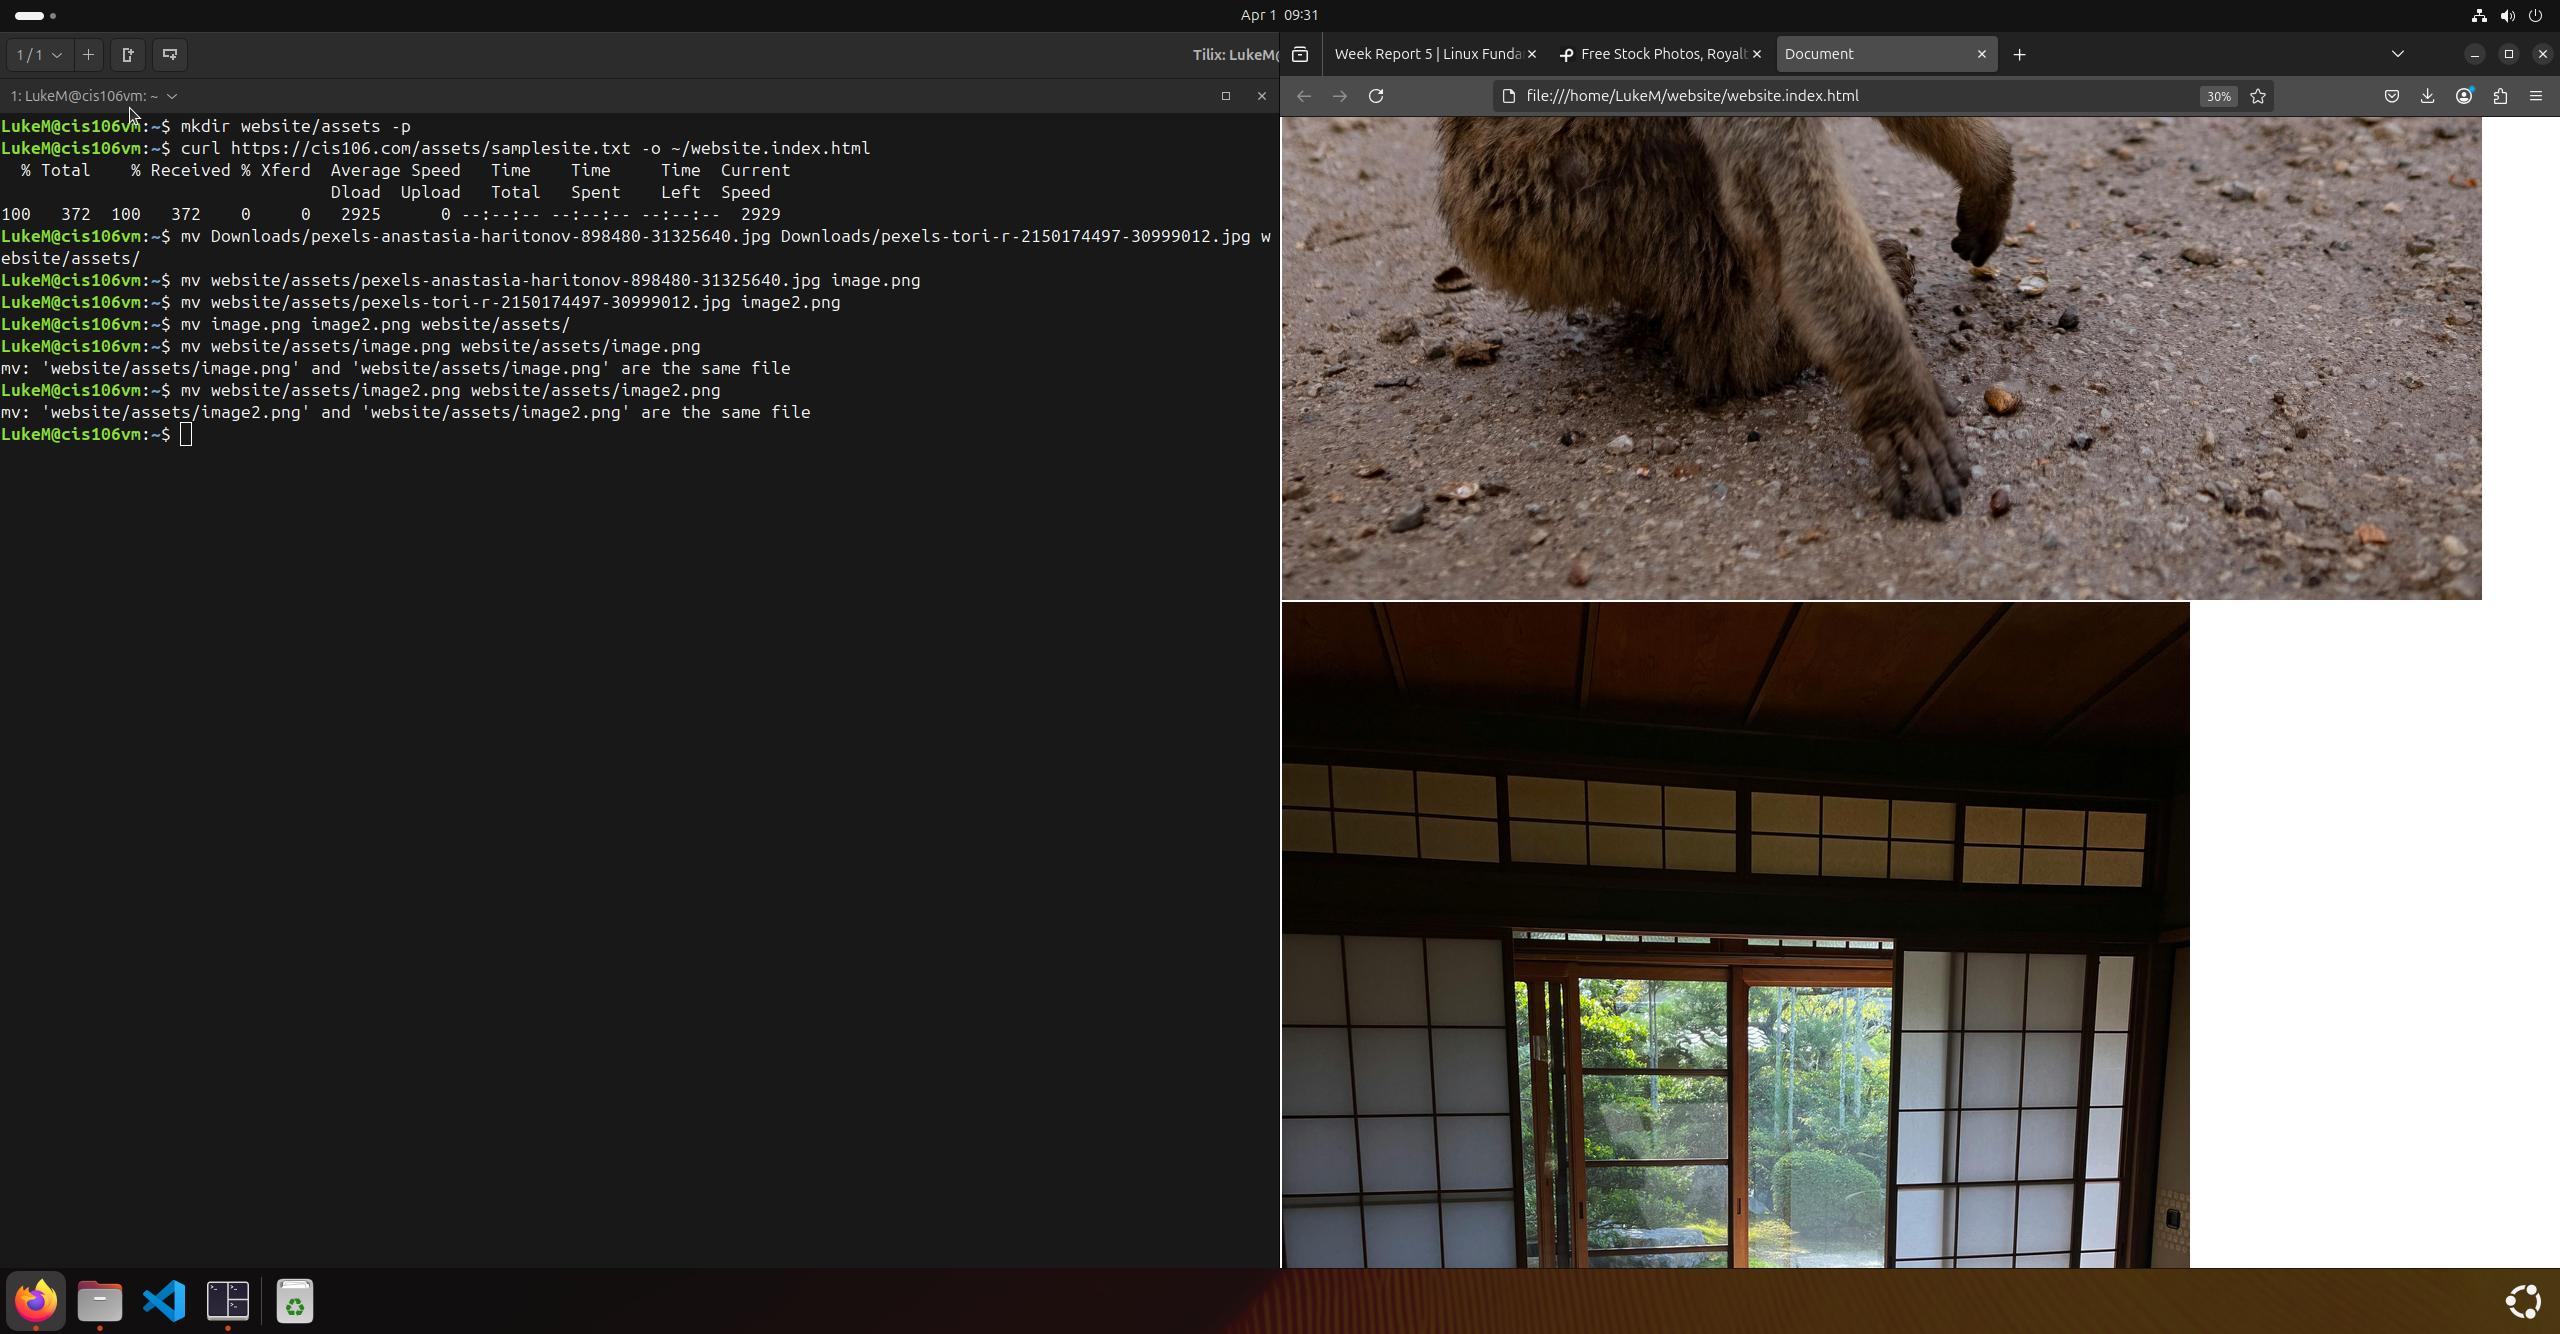 Apr 1 09:31
1 / 1
Tilix: LukeM@
1: LukeM@cis106vm: ~
LukeM@cis106vm:~$ mkdir website/assets -p
LukeM@cis106vm:~$ curl https://cis106.com/assets/samplesite.txt -o ~/website.index.html
  % Total    % Received % Xferd  Average Speed   Time    Time     Time  Current
                                 Dload  Upload   Total   Spent    Left  Speed
100   372  100   372    0     0   2925      0 --:--:-- --:--:-- --:--:--  2929
LukeM@cis106vm:~$ mv Downloads/pexels-anastasia-haritonov-898480-31325640.jpg Downloads/pexels-tori-r-2150174497-30999012.jpg w
ebsite/assets/
LukeM@cis106vm:~$ mv website/assets/pexels-anastasia-haritonov-898480-31325640.jpg image.png
LukeM@cis106vm:~$ mv website/assets/pexels-tori-r-2150174497-30999012.jpg image2.png
LukeM@cis106vm:~$ mv image.png image2.png website/assets/
LukeM@cis106vm:~$ mv website/assets/image.png website/assets/image.png
mv: 'website/assets/image.png' and 'website/assets/image.png' are the same file
LukeM@cis106vm:~$ mv website/assets/image2.png website/assets/image2.png
mv: 'website/assets/image2.png' and 'website/assets/image2.png' are the same file
LukeM@cis106vm:~$
Week Report 5 | Linux Funda
Free Stock Photos, Royalt
Document
file:///home/LukeM/website/website.index.html
30%